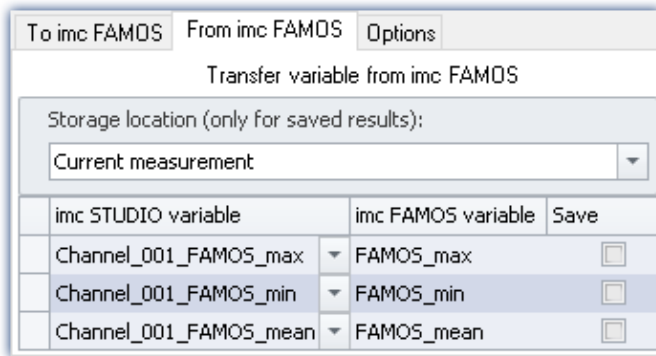 To imc FAMOS From imc FAMOS Options
Transfer variable from imc FAMOS
Storage location (only for saved results):
Current measurement
imc STUDIO variable imc FAMOS variable Save
Channel_001_FAMOS_max FAMOS_max
Channel_001_FAMOS_min FAMOS_min
Channel_001_FAMOS_mean FAMOS_mean